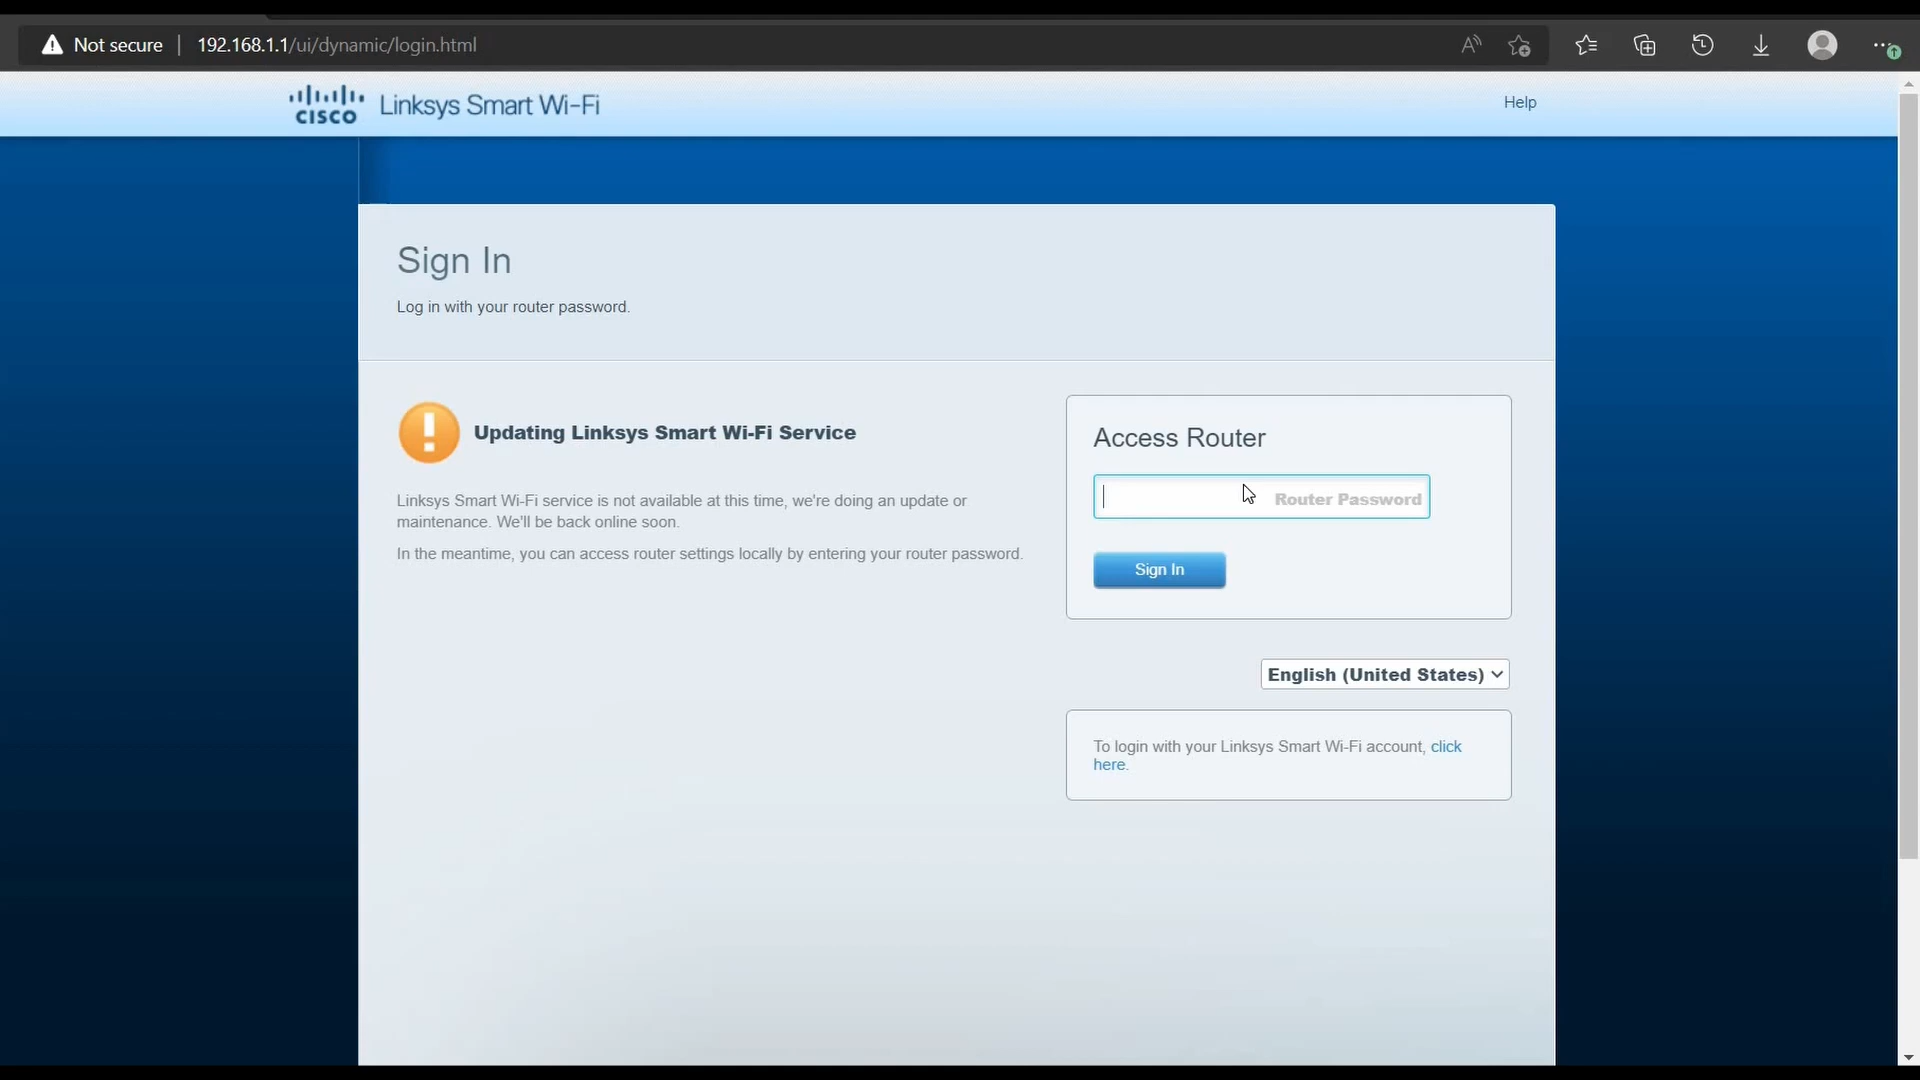 Not secure
192.168.1.1/ui/dynamic/login.html
CISCO
Linksys Smart Wi-Fi
Help
Sign In
Log in with your router password.
Updating Linksys Smart Wi-Fi Service
Linksys Smart Wi-Fi service is not available at this time, we're doing an update or
maintenance. We'll be back online soon.
In the meantime, you can access router settings locally by entering your router password.
Access Router
Router Password
Sign In
English (United States)
To login with your Linksys Smart Wi-Fi account, click
here.